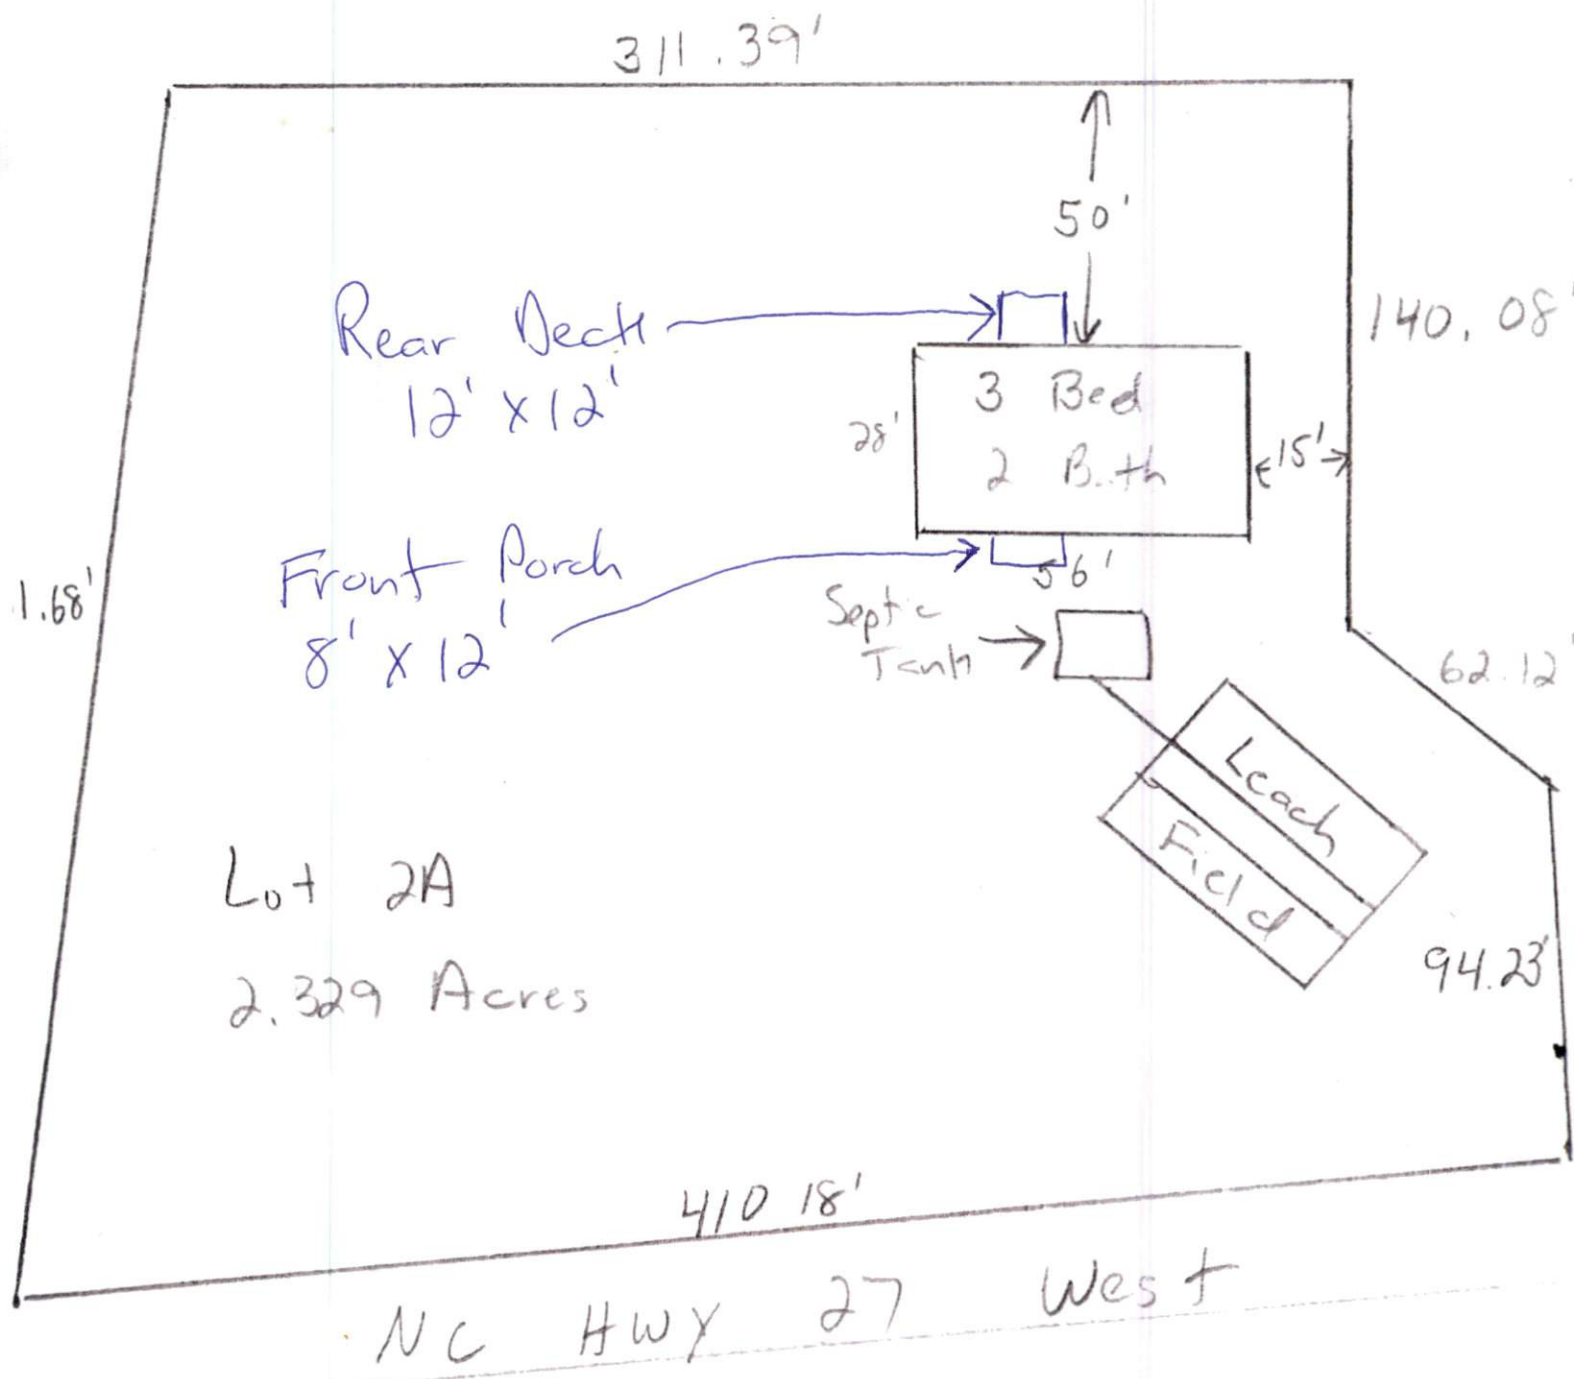 311.39'
50'
Rear Deck
12' x 12'
140.08'
3 Bed
2 Bath
28'
15'
Front Porch
8' x 12'
56'
1.68'
Septic
Tank
62.12'
Leach
Field
Lot 2A
2.329 Acres
94.23'
410 18'
NC HWY 27 West